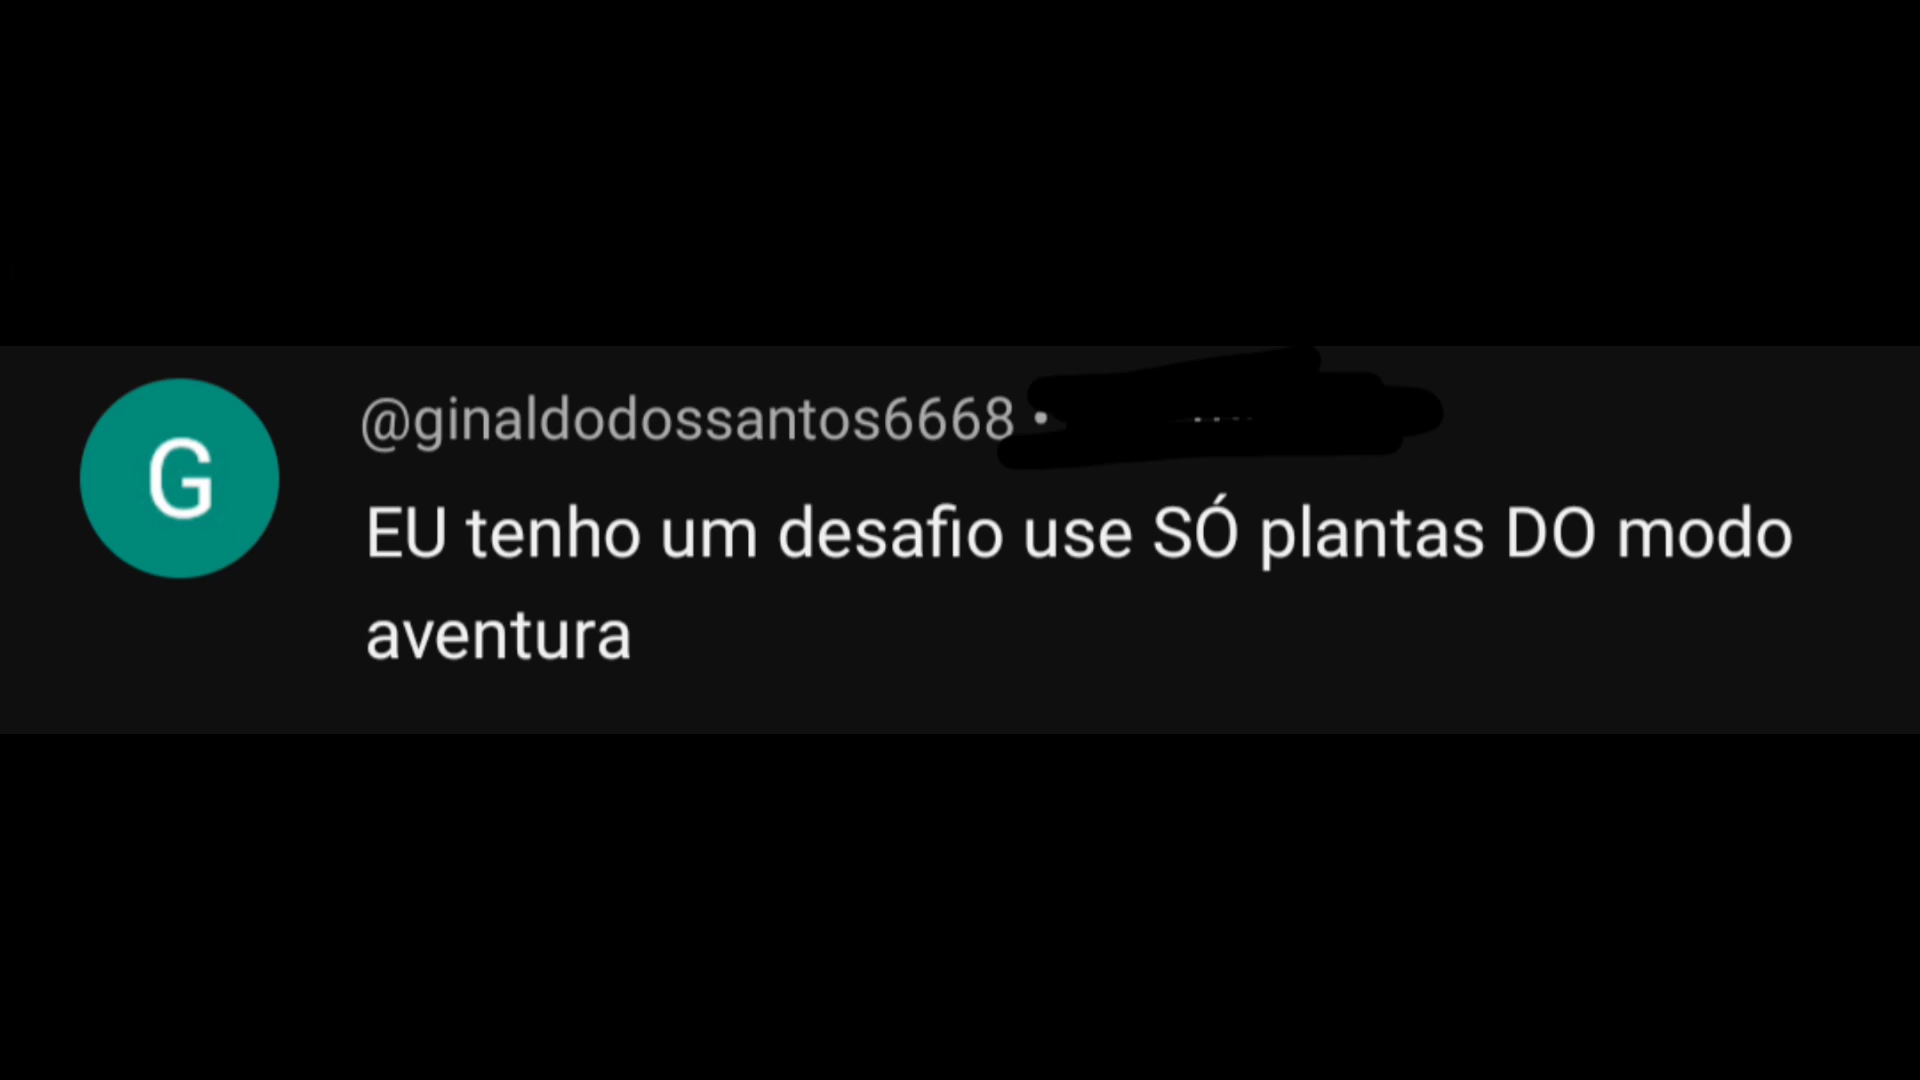 G
@ginaldodossantos6668 •
EU tenho um desafio use SÓ plantas DO modo
aventura